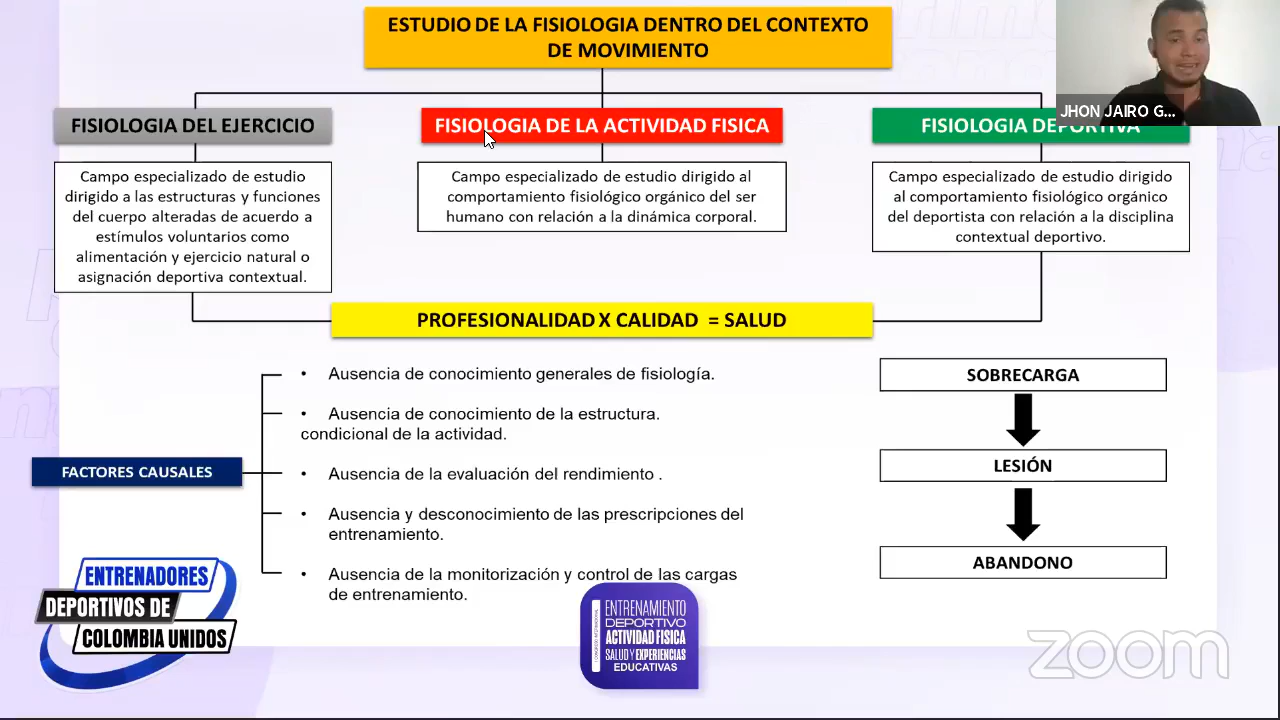 ESTUDIO DE LA FISIOLOGIA DENTRO DEL CONTEXTO
DE MOVIMIENTO
JHON JAIRO G...
FISIOLOGIA DEL EJERCICIO
FISIOLOGIA DE LA ACTIVIDAD FISICA
FISIOLOGIA DEPORTIVA
Campo especializado de estudio
dirigido a las estructuras y funciones
del cuerpo alteradas de acuerdo a
estímulos voluntarios como
alimentación y ejercicio natural o
asignación deportiva contextual.
Campo especializado de estudio dirigido al
comportamiento fisiológico orgánico del ser
humano con relación a la dinámica corporal.
Campo especializado de estudio dirigido
al comportamiento fisiológico orgánico
del deportista con relación a la disciplina
contextual deportivo.
PROFESIONALIDAD X CALIDAD = SALUD
FACTORES CAUSALES
• Ausencia de conocimiento generales de fisiología.
• Ausencia de conocimiento de la estructura.
condicional de la actividad.
• Ausencia de la evaluación del rendimiento .
• Ausencia y desconocimiento de las prescripciones del
entrenamiento.
• Ausencia de la monitorización y control de las cargas
de entrenamiento.
SOBRECARGA
LESIÓN
ABANDONO
ENTRENADORES
DEPORTIVOS DE
COLOMBIA UNIDOS
ENTRENAMIENTO
DEPORTIVO
ACTIVIDAD FISICA
SALUD Y EXPERIENCIAS
EDUCATIVAS
zoom